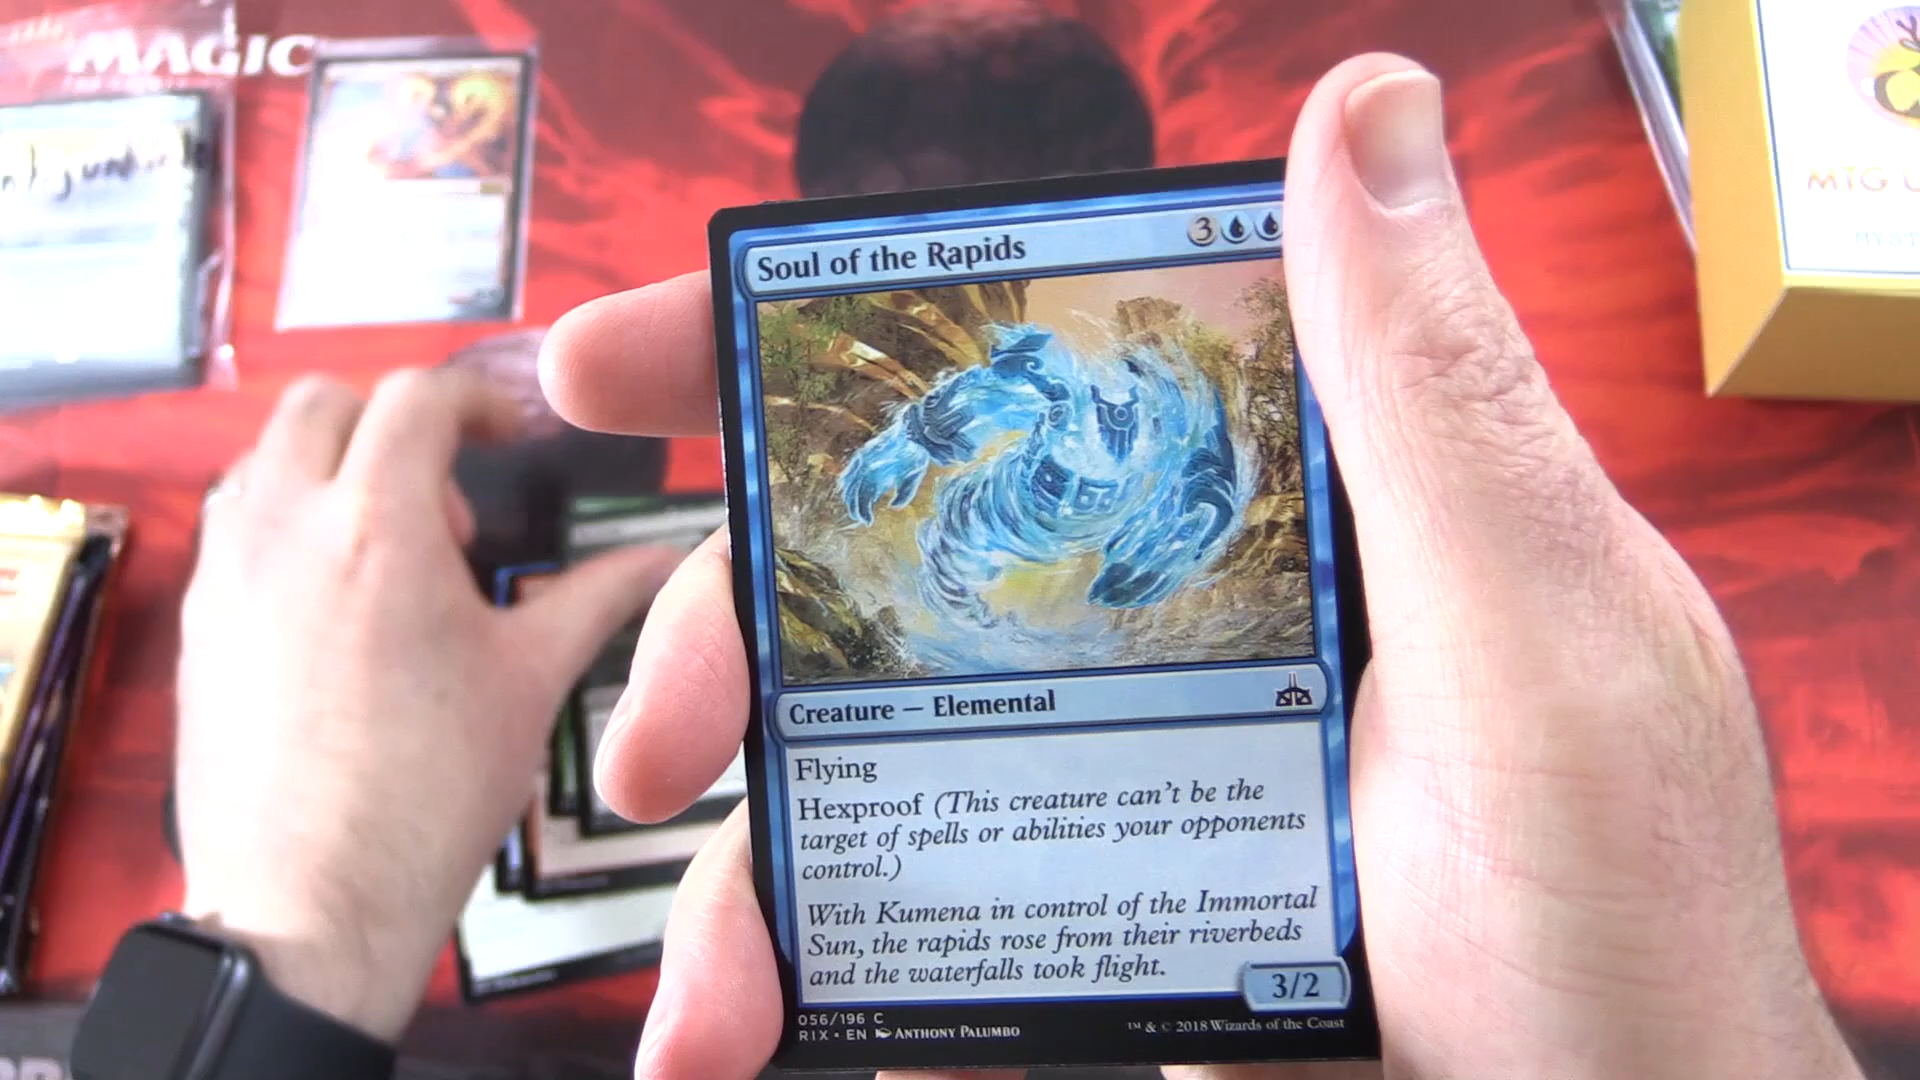 MAGIC
MTG
Soul of the Rapids
3
Creature — Elemental
Flying
Hexproof (This creature can't be the
target of spells or abilities your opponents
control.)
With Kumena in control of the Immortal
Sun, the rapids rose from their riverbeds
and the waterfalls took flight.
3/2
056/196 C
RIX • EN Anthony Palumbo
™ & © 2018 Wizards of the Coast